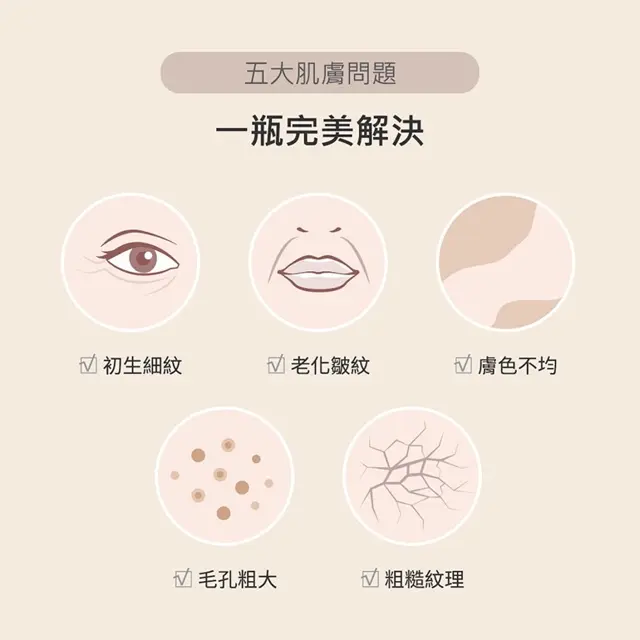 五大肌膚問題
一瓶完美解決
初生細紋
老化皺紋
膚色不均
毛孔粗大
粗糙紋理